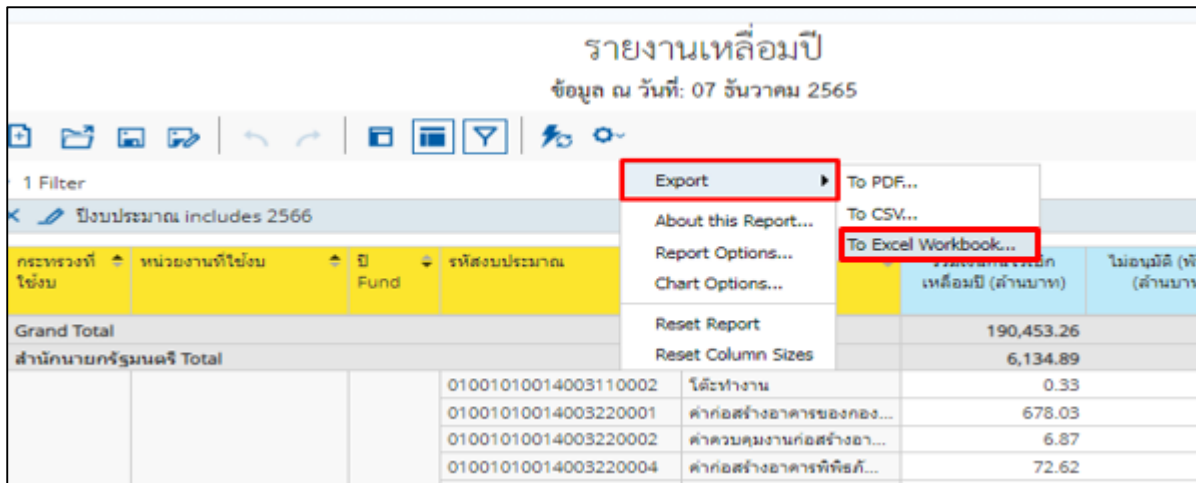 รายงานเหลื่อมปี
ข้อมูล ณ วันที่: 07 ธันวาคม 2565
1 Filter
ปีงบประมาณ includes 2566
Export
To PDF...
To CSV...
To Excel Workbook...
About this Report...
Report Options...
Chart Options...
Reset Report
Reset Column Sizes
กระทรวงที่ใช้งบ
หน่วยงานที่ใช้งบ
ปี Fund
รหัสงบประมาณ
เหลื่อมปี (ล้านบาท)
ไม่อนุมัติ
Grand Total 190,453.26
สำนักนายกรัฐมนตรี Total 6,134.89
01001010014003110002 โต๊ะทำงาน 0.33
01001010014003220001 ค่าก่อสร้างอาคารของกอง... 678.03
01001010014003220002 ค่าควบคุมงานก่อสร้างอา... 6.87
01001010014003220004 ค่าก่อสร้างอาคารพิพิธภั... 72.62